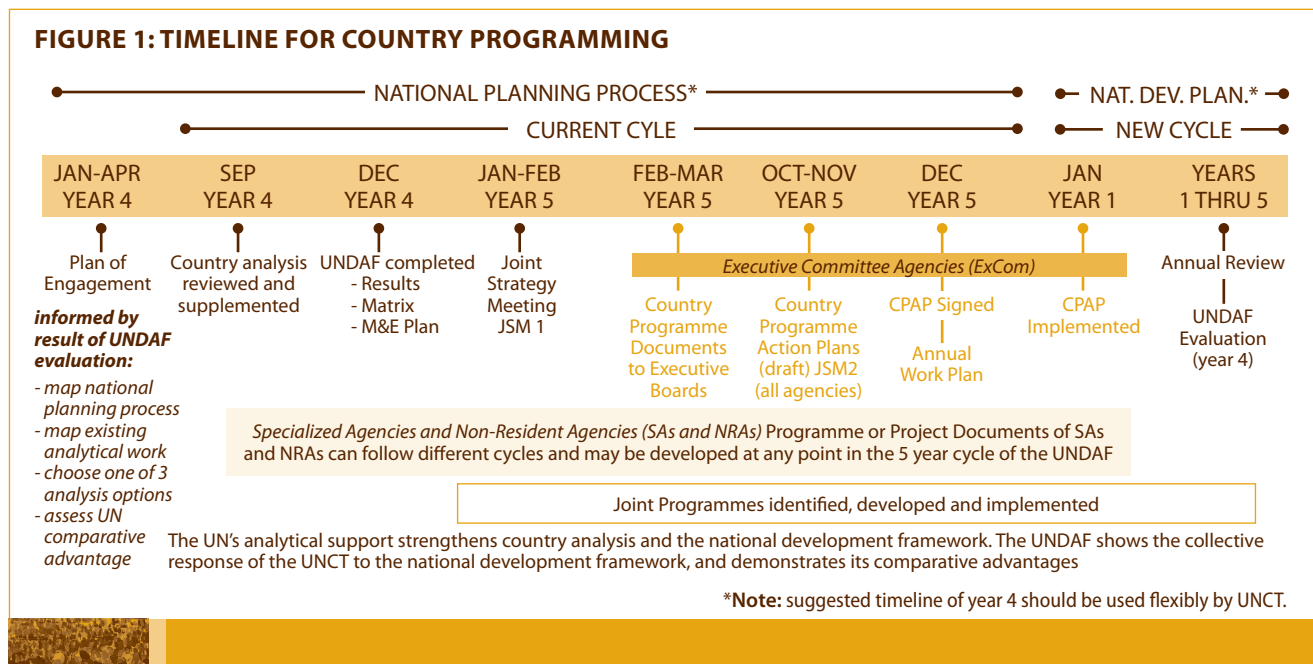 FIGURE 1: TIMELINE FOR COUNTRY PROGRAMMING
NATIONAL PLANNING PROCESS*
NAT. DEV. PLAN.*
CURRENT CYLE
NEW CYCLE
JAN-APR
YEAR 4
SEP
YEAR 4
DEC
YEAR 4
JAN-FEB
YEAR 5
FEB-MAR
YEAR 5
OCT-NOV
YEAR 5
DEC
YEAR 5
JAN
YEAR 1
YEARS
1 THRU 5
Plan of
Engagement
informed by
result of UNDAF
evaluation:
- map national
planning process
- map existing
analytical work
- choose one of 3
analysis options
- assess UN
comparative
advantage
Country analysis
reviewed and
supplemented
UNDAF completed
- Results
- Matrix
- M&E Plan
Joint
Strategy
Meeting
JSM 1
Executive Committee Agencies (ExCom)
Country
Programme
Documents
to Executive
Boards
Country
Programme
Action Plans
(draft) JSM2
(all agencies)
CPAP Signed
Annual
Work Plan
CPAP
Implemented
Annual Review
UNDAF
Evaluation
(year 4)
Specialized Agencies and Non-Resident Agencies (SAs and NRAs) Programme or Project Documents of SAs
and NRAs can follow different cycles and may be developed at any point in the 5 year cycle of the UNDAF
Joint Programmes identified, developed and implemented
The UN's analytical support strengthens country analysis and the national development framework. The UNDAF shows the collective
response of the UNCT to the national development framework, and demonstrates its comparative advantages
*Note: suggested timeline of year 4 should be used flexibly by UNCT.